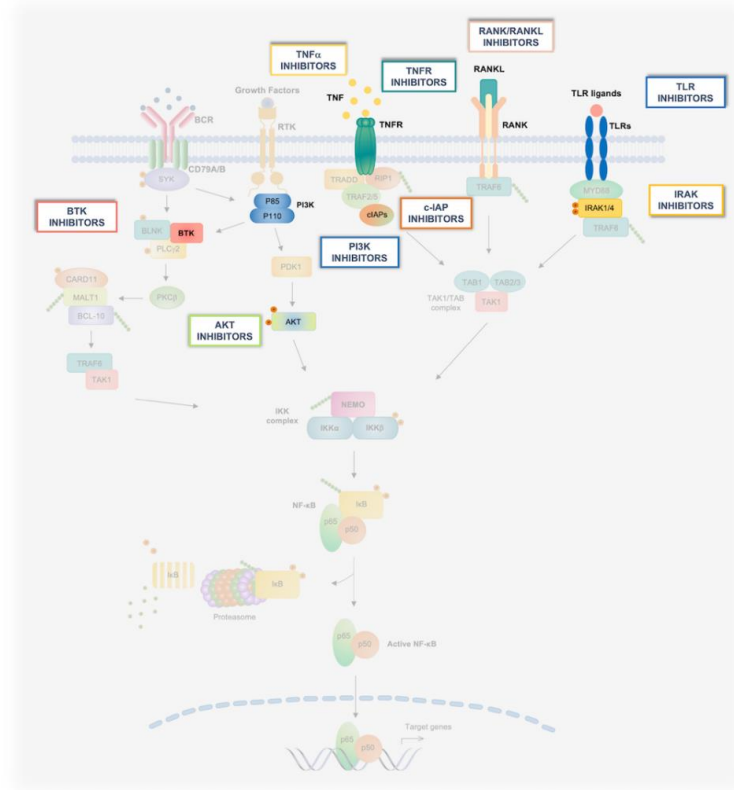 RANK/RANKL
INHIBITORS
TNFα
INHIBITORS
TNFR
INHIBITORS
RANKL
TLR
INHIBITORS
Growth Factors
TNF
TLR ligands
BCR
RTK
TNFR
RANK
TLRs
CD79A/B
SYK
TRADD
RIP1
TRAF2/5
TRAF6
MYD88
IRAK
INHIBITORS
P85
P110
PI3K
cIAPs
c-IAP
INHIBITORS
IRAK1/4
TRAF6
BTK
INHIBITORS
BLNK
BTK
PLCγ2
PI3K
INHIBITORS
PDK1
CARD11
MALT1
BCL-10
PKCβ
TAB1
TAB2/3
TAK1/TAB
complex
TAK1
AKT
INHIBITORS
AKT
TRAF6
TAK1
NEMO
IKK
complex
IKKα
IKKβ
NF-κB
IκB
p65
p50
IκB
IκB
Proteasome
p65
p50
Active NF-κB
Target genes
p65
p50